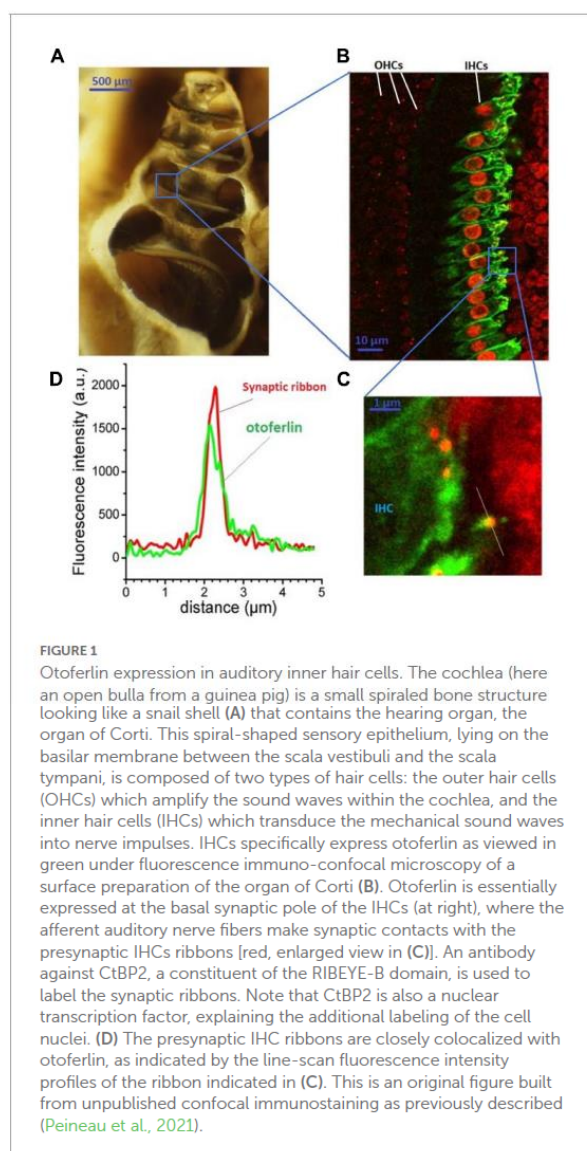 A
500 µm
B
OHCs
IHCs
10 µm
D
Fluorescence intensity (a.u.)
2000
1500
1000
500
0
Synaptic ribbon
otoferlin
0
1
2
3
4
5
distance (µm)
C
1 µm
IHC
FIGURE 1
Otoferlin expression in auditory inner hair cells. The cochlea (here
an open bulla from a guinea pig) is a small spiraled bone structure
looking like a snail shell (A) that contains the hearing organ, the
organ of Corti. This spiral-shaped sensory epithelium, lying on the
basilar membrane between the scala vestibuli and the scala
tympani, is composed of two types of hair cells: the outer hair cells
(OHCs) which amplify the sound waves within the cochlea, and the
inner hair cells (IHCs) which transduce the mechanical sound waves
into nerve impulses. IHCs specifically express otoferlin as viewed in
green under fluorescence immuno-confocal microscopy of a
surface preparation of the organ of Corti (B). Otoferlin is essentially
expressed at the basal synaptic pole of the IHCs (at right), where the
afferent auditory nerve fibers make synaptic contacts with the
presynaptic IHCs ribbons [red, enlarged view in (C)]. An antibody
against CtBP2, a constituent of the RIBEYE-B domain, is used to
label the synaptic ribbons. Note that CtBP2 is also a nuclear
transcription factor, explaining the additional labeling of the cell
nuclei. (D) The presynaptic IHC ribbons are closely colocalized with
otoferlin, as indicated by the line-scan fluorescence intensity
profiles of the ribbon indicated in (C). This is an original figure built
from unpublished confocal immunostaining as previously described
(Peineau et al., 2021).